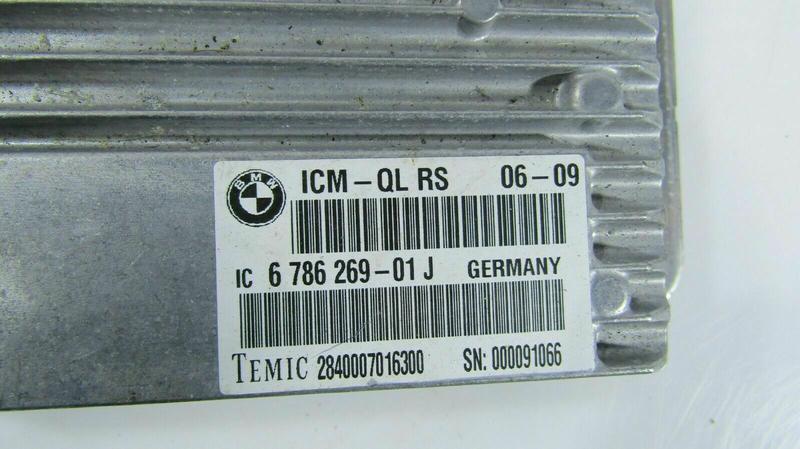 BMW
ICM - QL RS 06 - 09
IC 6 786 269 - 01 J GERMANY
TEMIC 2840007016300 SN: 000091066